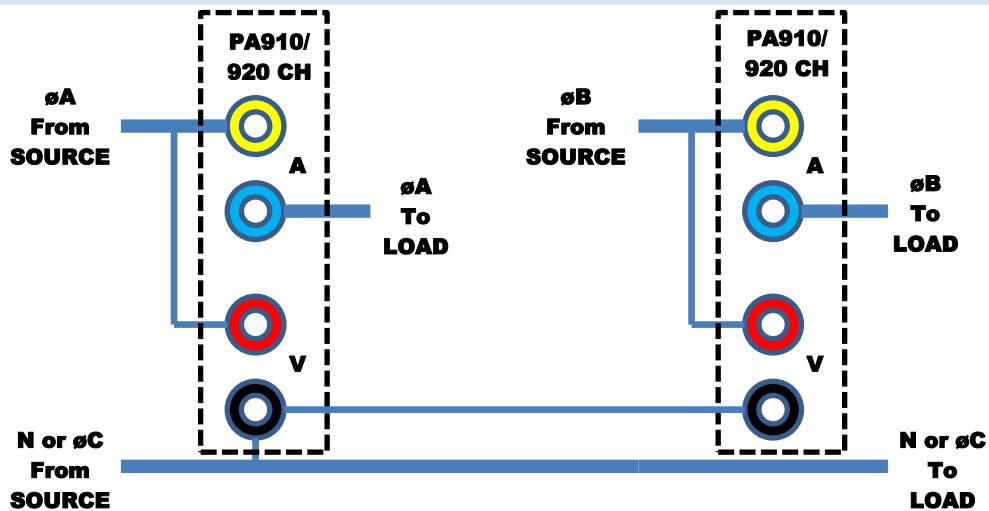 PA910/
920 CH
øA
From
SOURCE
A
øA
To
LOAD
V
N or øC
From
SOURCE
PA910/
920 CH
øB
From
SOURCE
A
øB
To
LOAD
V
N or øC
To
LOAD